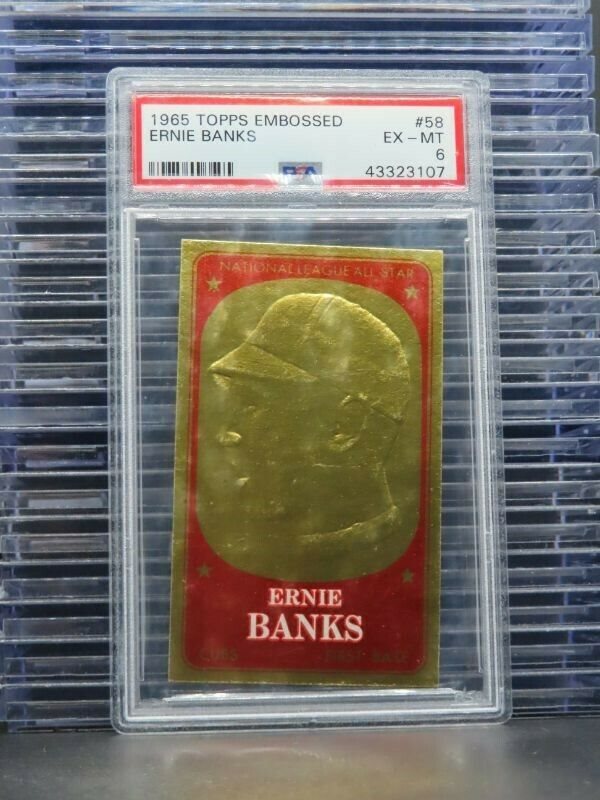 1965 TOPPS EMBOSSED #58
ERNIE BANKS EX - MT
6
PSA 43323107
NATIONAL LEAGUE ALL STAR
ERNIE
BANKS
CUBS FIRST BASE